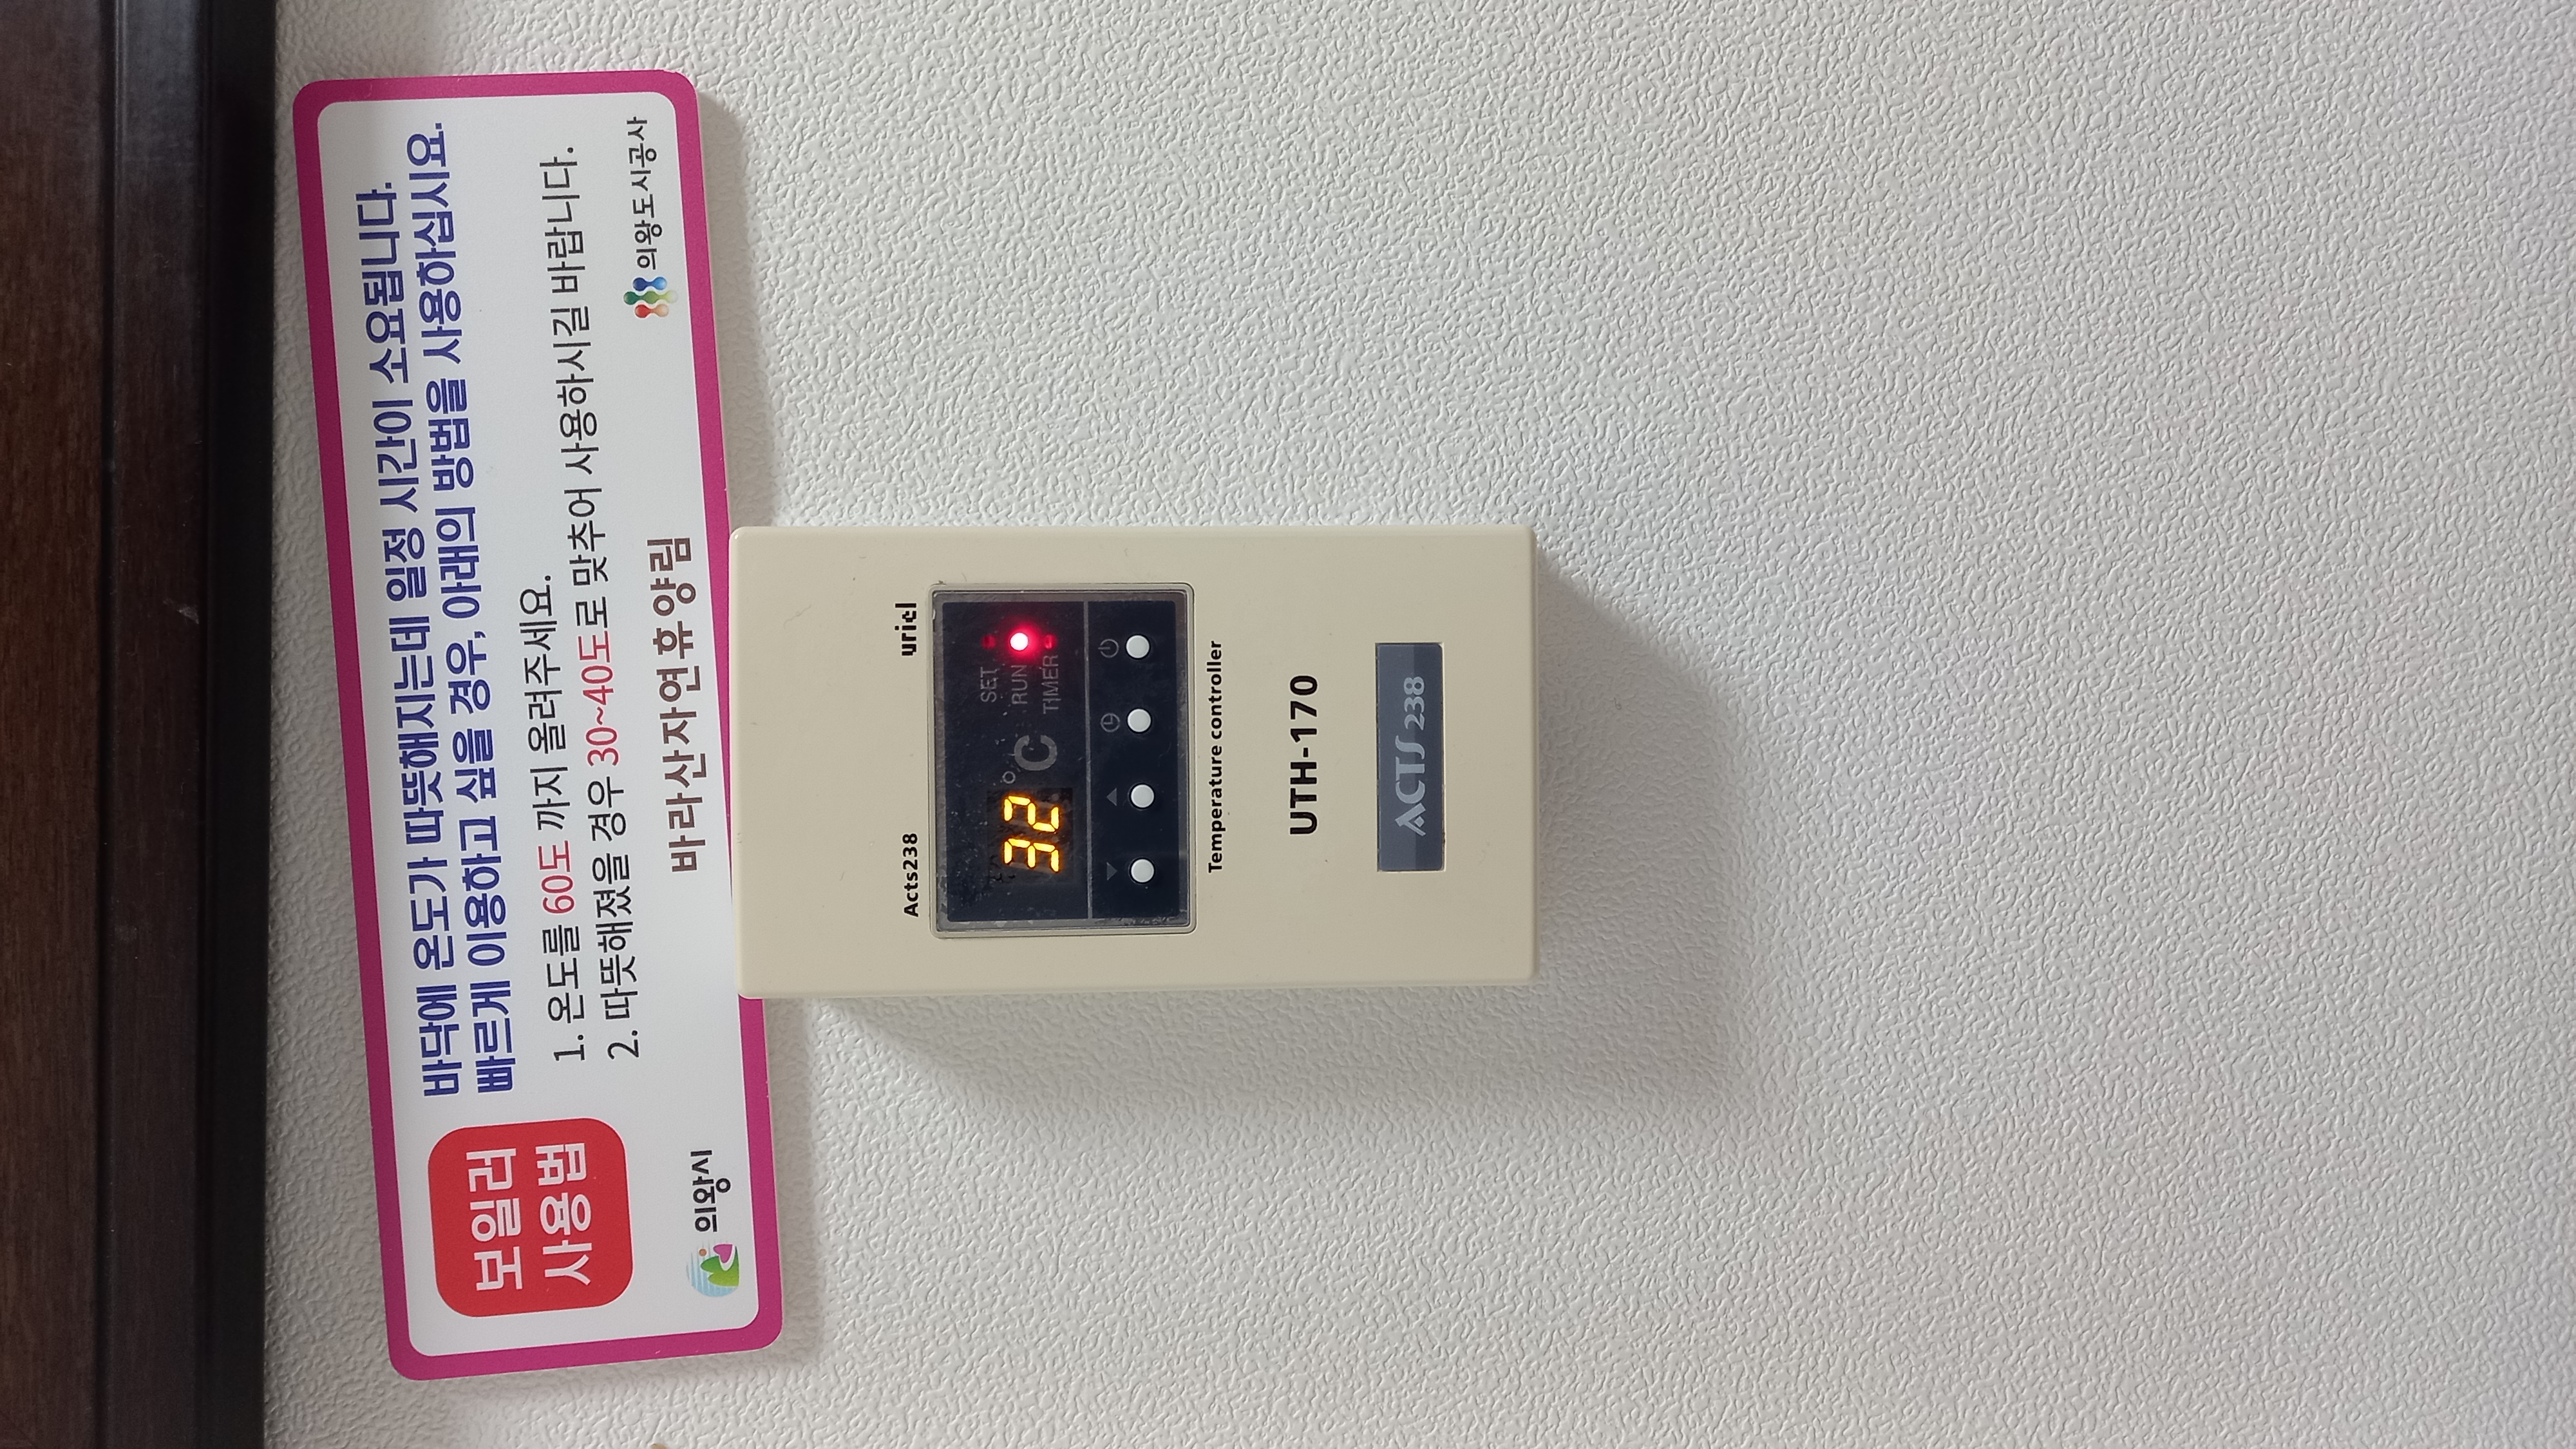 보일러
사용법
바닥에 온도가 따뜻해지는데 일정 시간이 소요됩니다.
빠르게 이용하고 싶을 경우, 아래의 방법을 사용하십시요.
1. 온도를 60도 까지 올려주세요.
2. 따뜻해졌을 경우 30~40도로 맞추어 사용하시길 바랍니다.
의왕시
바라산자연휴양림
의왕도시공사
Acts238
uriel
32 °C
SET
RUN
TIMER
Temperature controller
UTH-170
ACTS 238